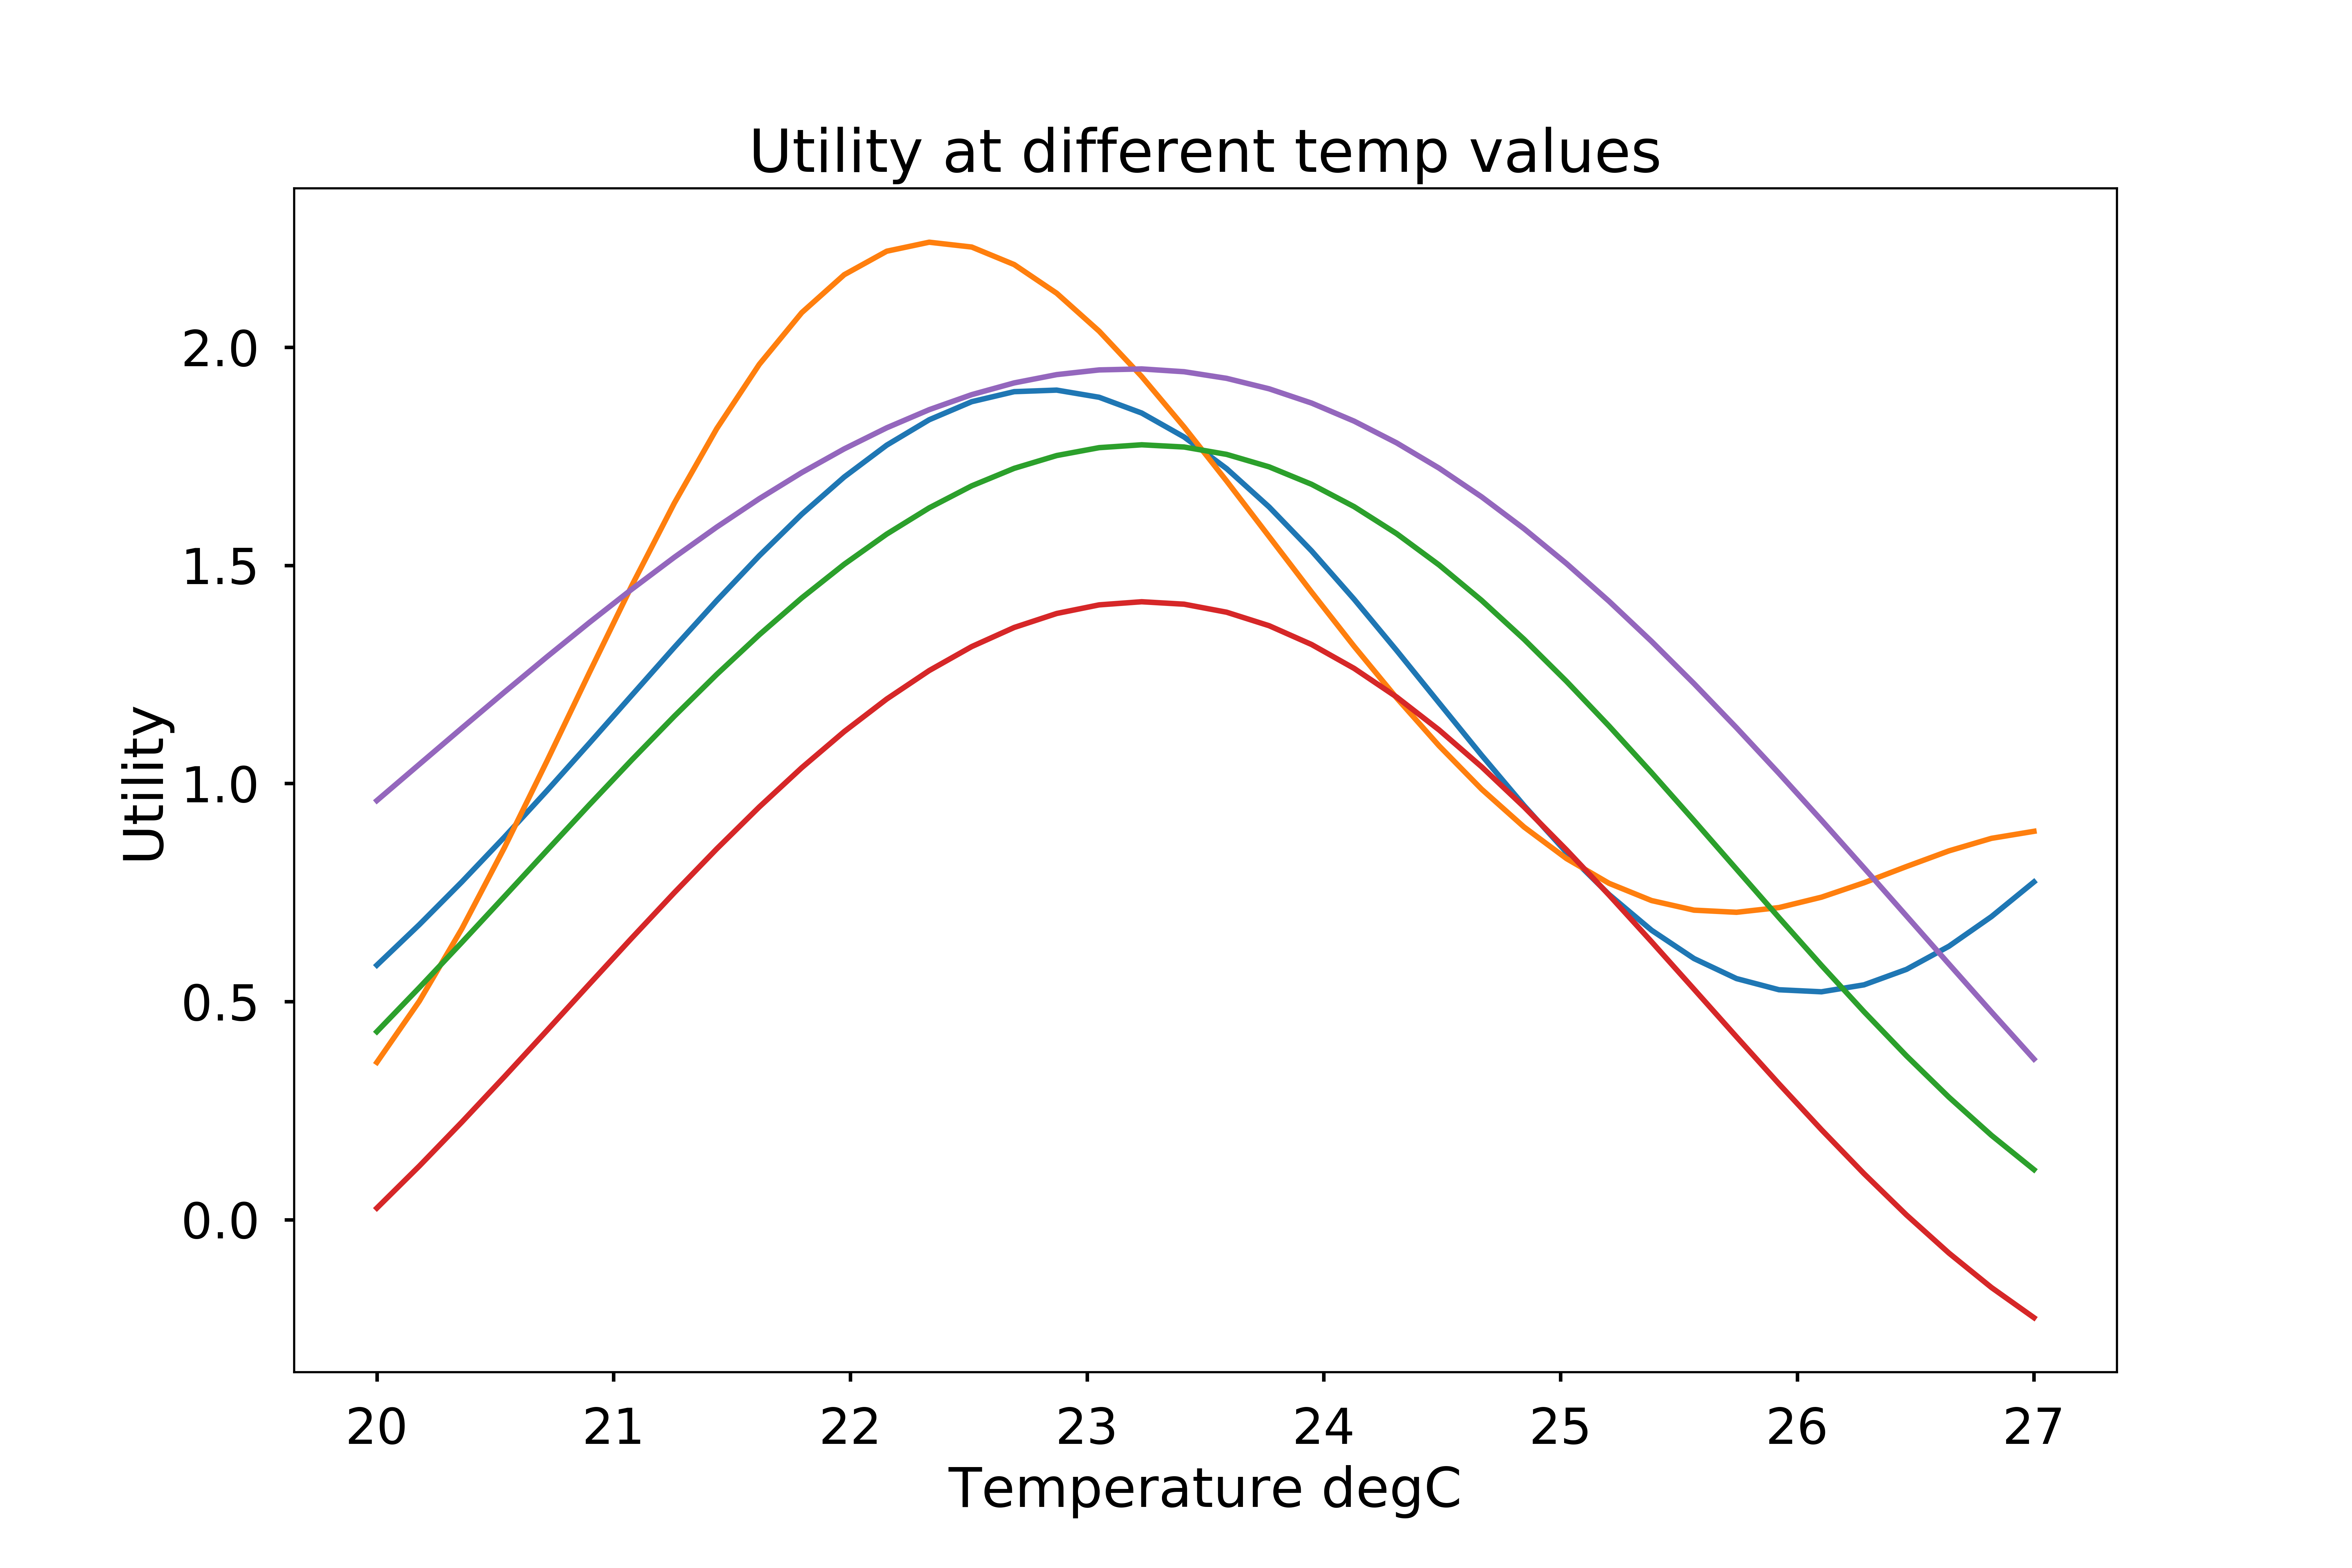 Utility at different temp values
Utility
2.0
1.5
1.0
0.5
0.0
20 21 22 23 24 25 26 27
Temperature degC